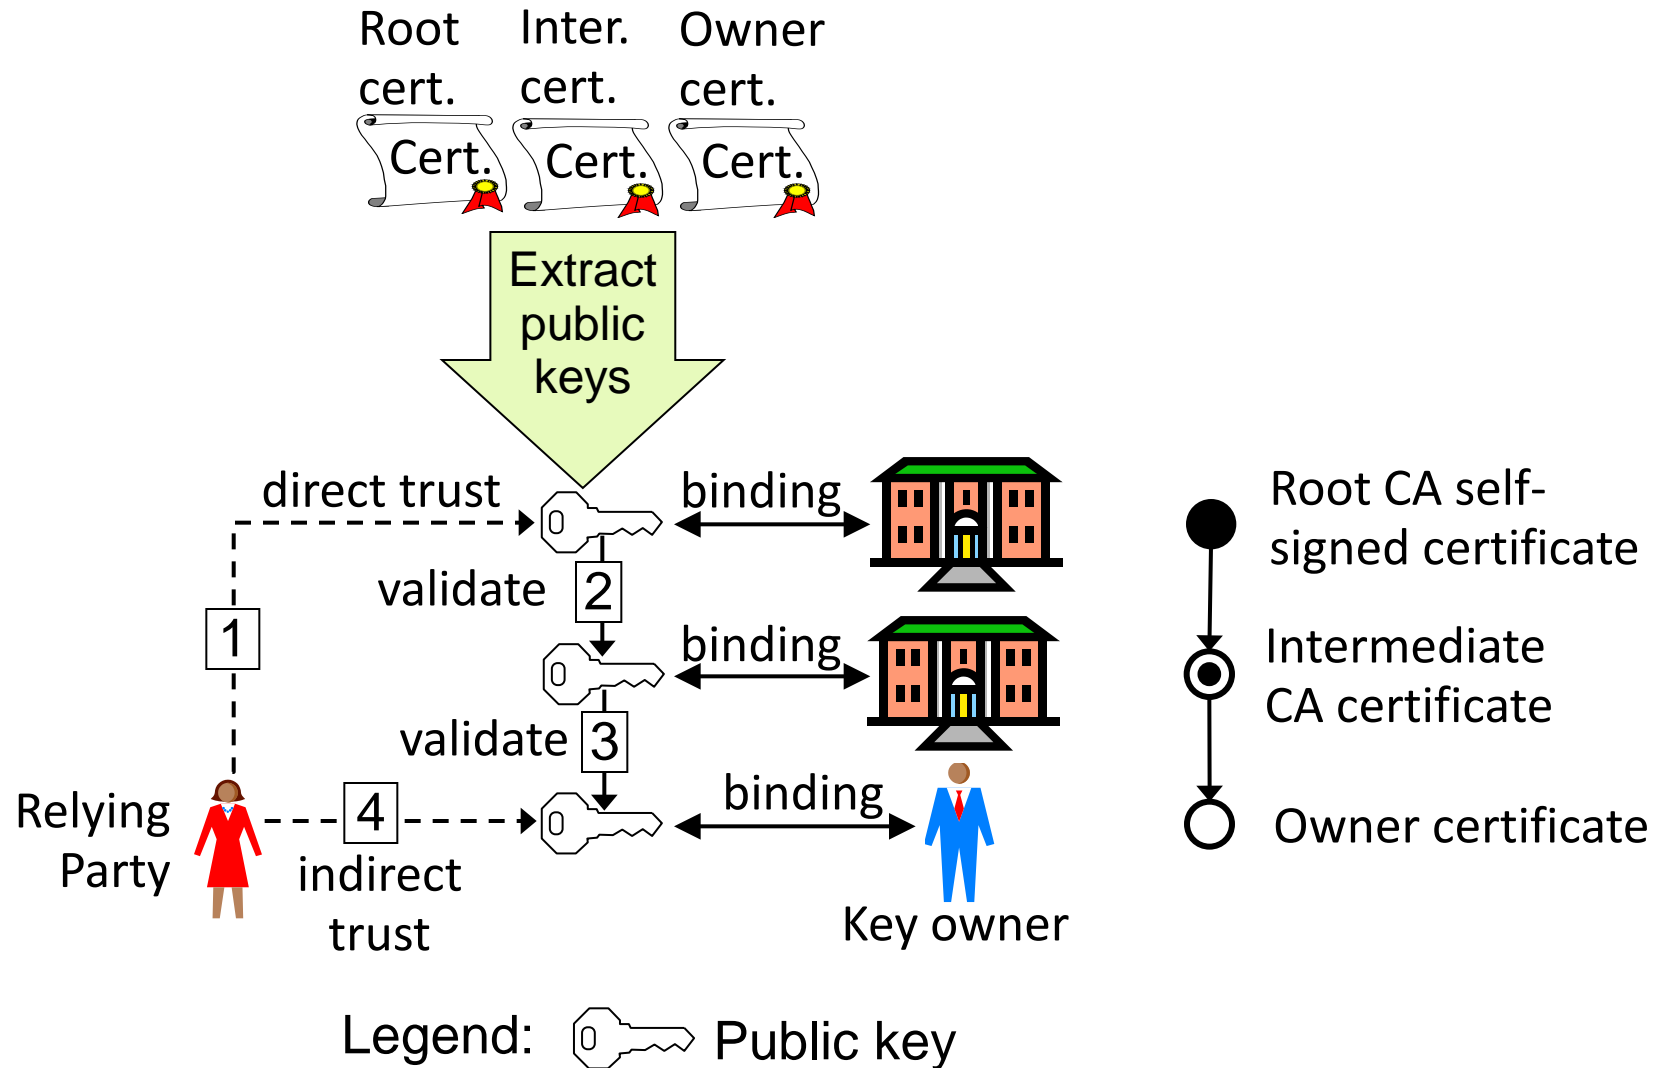 Root
cert.
Inter.
cert.
Owner
cert.
Cert.
Cert.
Cert.
Extract
public
keys
direct trust
binding
Root CA self-
signed certificate
validate
2
1
binding
Intermediate
CA certificate
validate
3
Relying
Party
4
indirect
trust
binding
Key owner
Owner certificate
Legend:
Public key